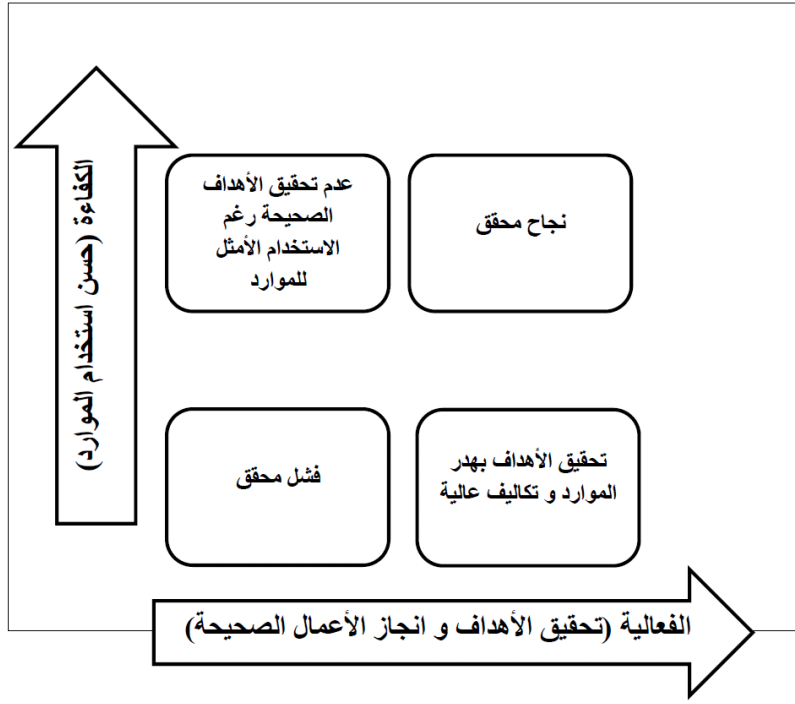 الكفاءة (حسن استخدام الموارد)
نجاح محقق
عدم تحقيق الأهداف
الصحيحة رغم
الاستخدام الأمثل
للموارد
تحقيق الأهداف بهدر
الموارد و تكاليف عالية
فشل محقق
الفعالية (تحقيق الأهداف و انجاز الأعمال الصحيحة)